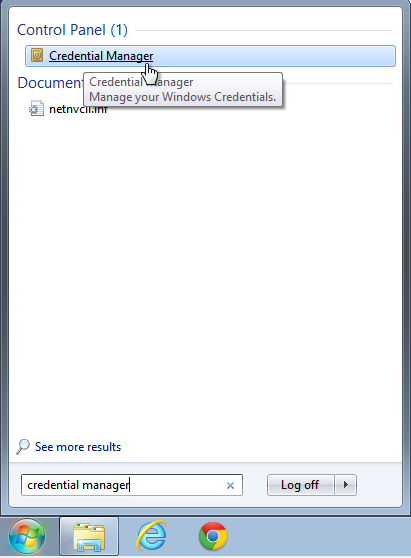 Control Panel (1)
Credential Manager
Credential Manager
Manage your Windows Credentials.
netnvcli.inf
See more results
credential manager
Log off